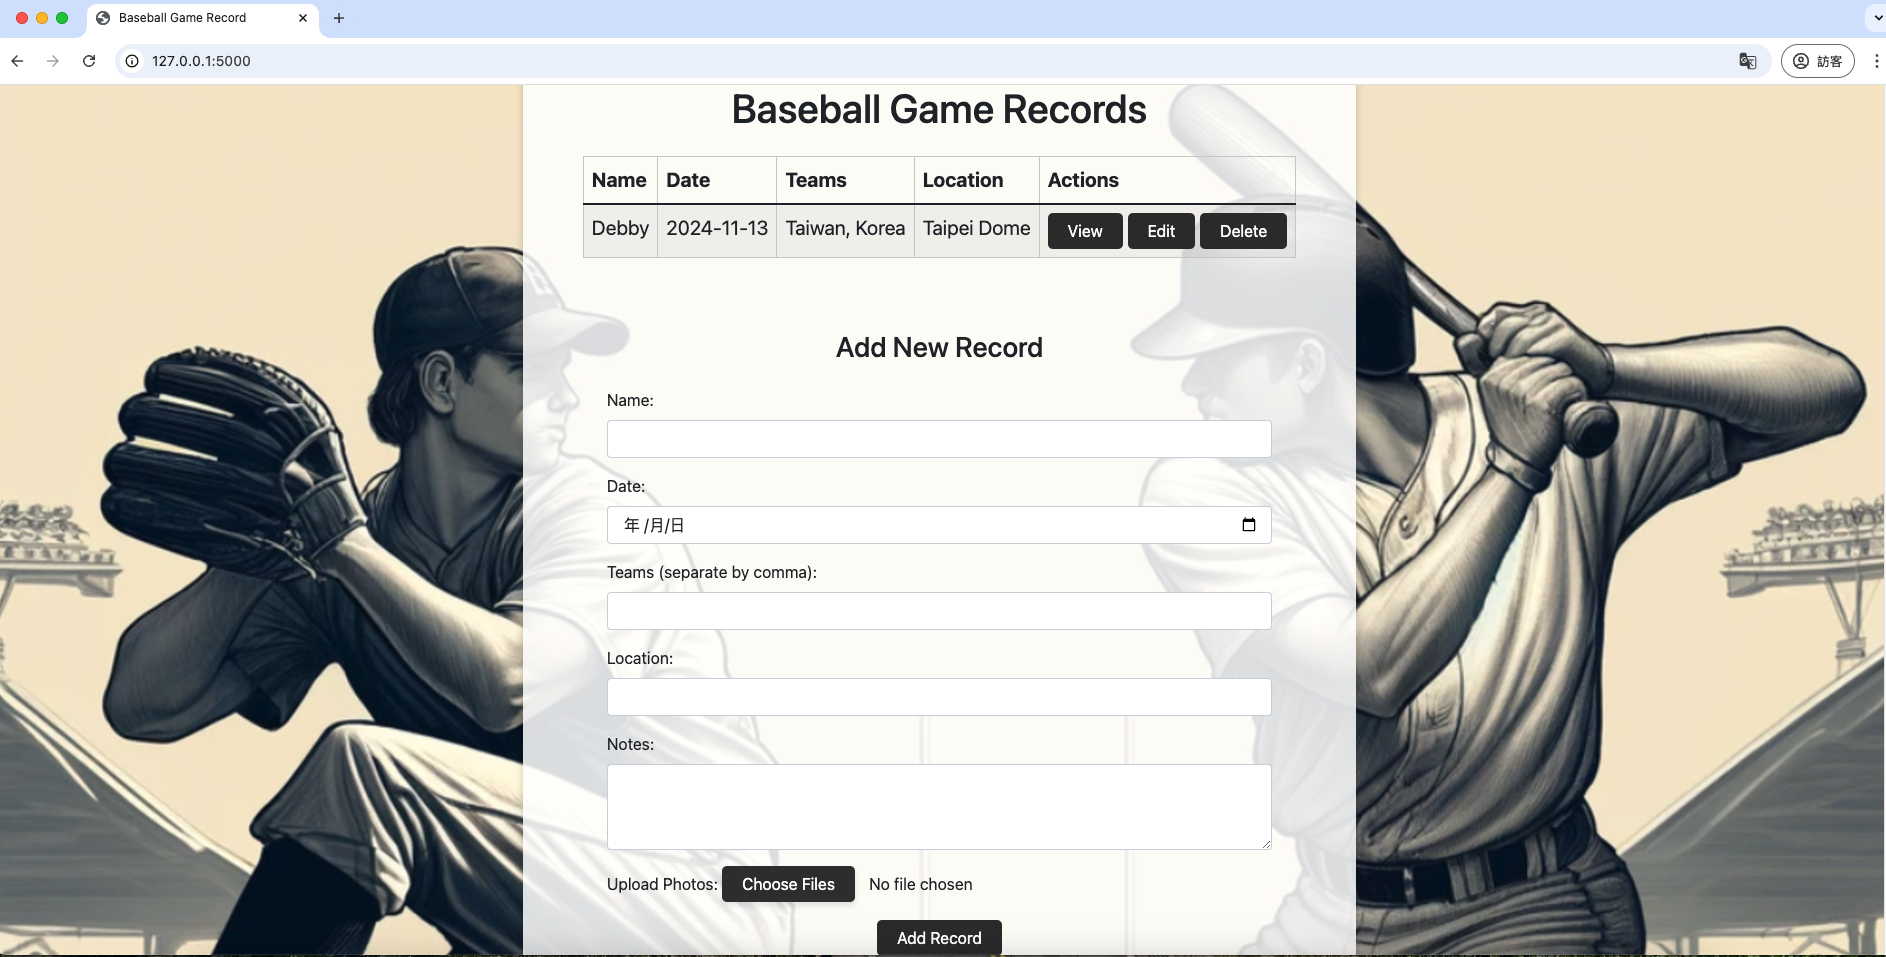 Baseball Game Record
127.0.0.1:5000
訪客
Baseball Game Records
Name Date Teams Location Actions
Debby 2024-11-13 Taiwan, Korea Taipei Dome View Edit Delete
Add New Record
Name:
Date:
年 /月/日
Teams (separate by comma):
Location:
Notes:
Upload Photos: Choose Files No file chosen
Add Record